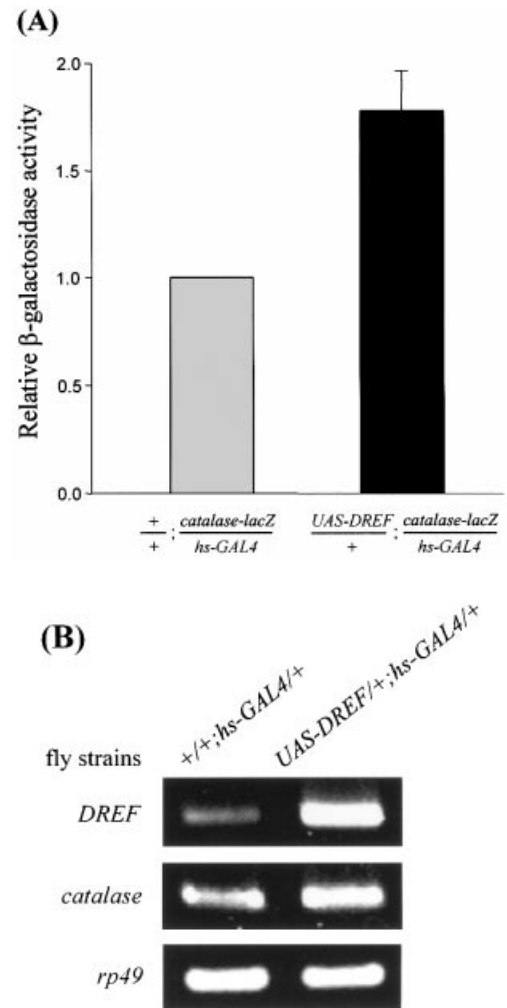 (A)
Relative β-galactosidase activity
2.0
1.5
1.0
0.5
0.0
+/+ ; catalase-lacZ/hs-GAL4
UAS-DREF/+ ; catalase-lacZ/hs-GAL4
(B)
fly strains
+/+;hs-GAL4/+
UAS-DREF/+;hs-GAL4/+
DREF
catalase
rp49